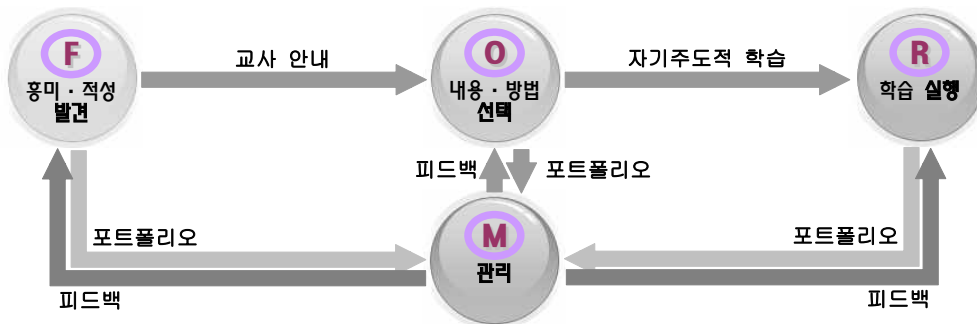 F
흥미 · 적성
발견
교사 안내
O
내용 · 방법
선택
자기주도적 학습
R
학습 실행
피드백
포트폴리오
포트폴리오
M
관리
포트폴리오
피드백
피드백